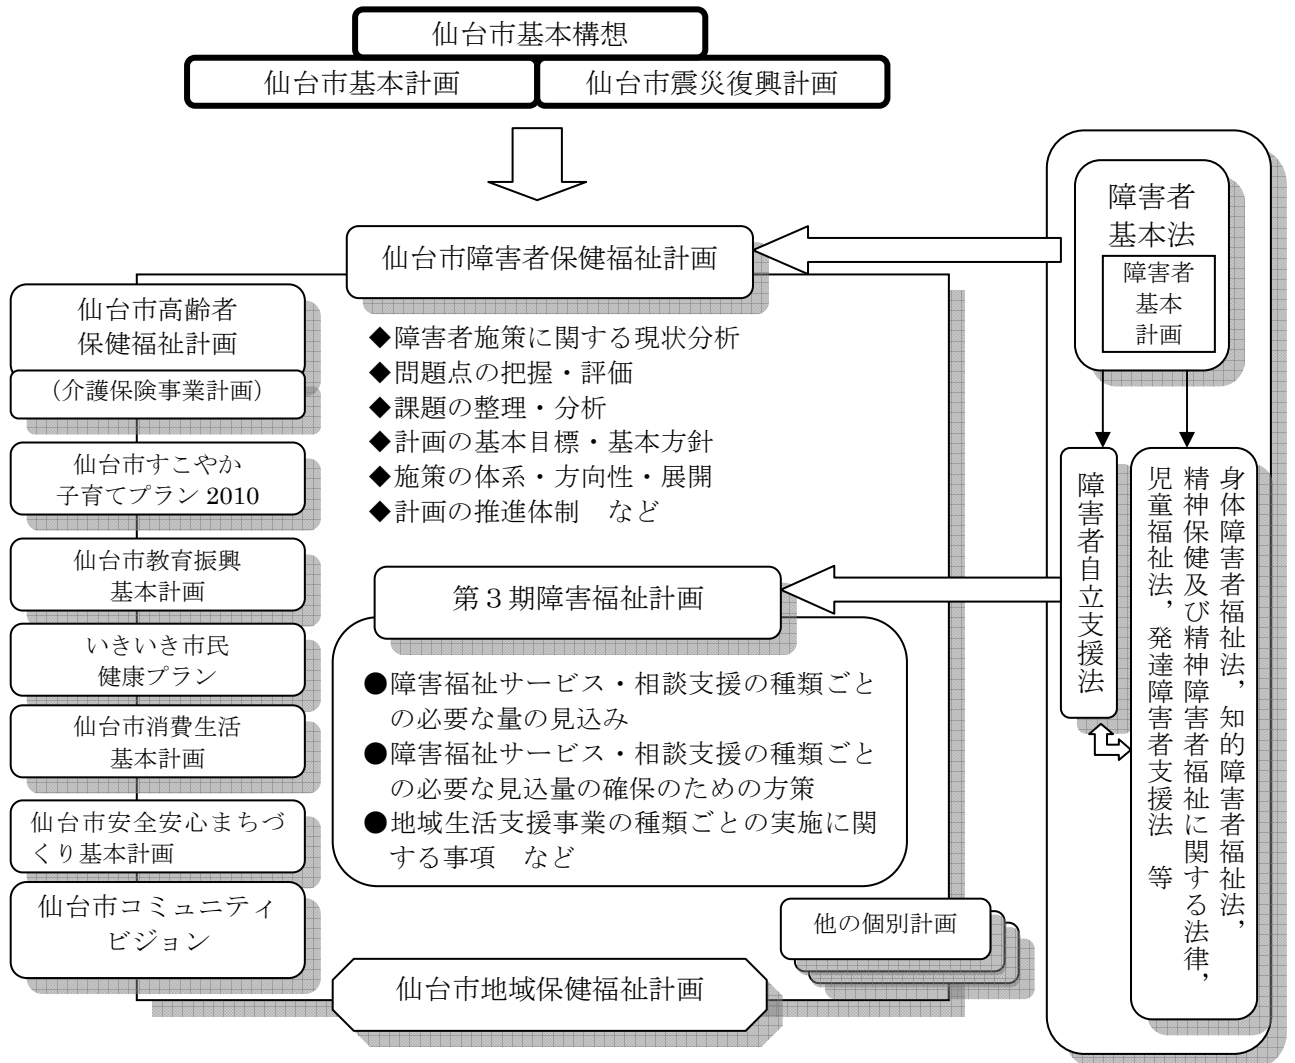 仙台市基本構想
仙台市基本計画
仙台市震災復興計画
仙台市障害者保健福祉計画
◆障害者施策に関する現状分析
◆問題点の把握・評価
◆課題の整理・分析
◆計画の基本目標・基本方針
◆施策の体系・方向性・展開
◆計画の推進体制　など
第３期障害福祉計画
●障害福祉サービス・相談支援の種類ごと
の必要な量の見込み
●障害福祉サービス・相談支援の種類ごと
の必要な見込量の確保のための方策
●地域生活支援事業の種類ごとの実施に関
する事項　など
仙台市高齢者
保健福祉計画
（介護保険事業計画）
仙台市すこやか
子育てプラン 2010
仙台市教育振興
基本計画
いきいき市民
健康プラン
仙台市消費生活
基本計画
仙台市安全安心まちづ
くり基本計画
仙台市コミュニティ
ビジョン
他の個別計画
仙台市地域保健福祉計画
障害者
基本法
障害者
基本
計画
障害者自立支援法
身体障害者福祉法，知的障害者福祉法，
精神保健及び精神障害者福祉に関する法律，
児童福祉法，発達障害者支援法　等